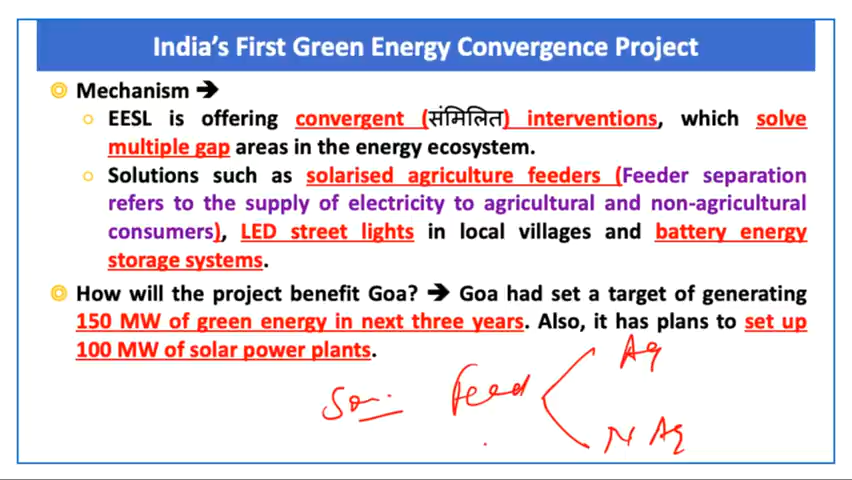 India's First Green Energy Convergence Project
Mechanism ➔
EESL is offering convergent (संमिलित) interventions, which solve
multiple gap areas in the energy ecosystem.
Solutions such as solarised agriculture feeders (Feeder separation
refers to the supply of electricity to agricultural and non-agricultural
consumers), LED street lights in local villages and battery energy
storage systems.
How will the project benefit Goa? ➔ Goa had set a target of generating
150 MW of green energy in next three years. Also, it has plans to set up
100 MW of solar power plants.
Ag
Feed
N Ag